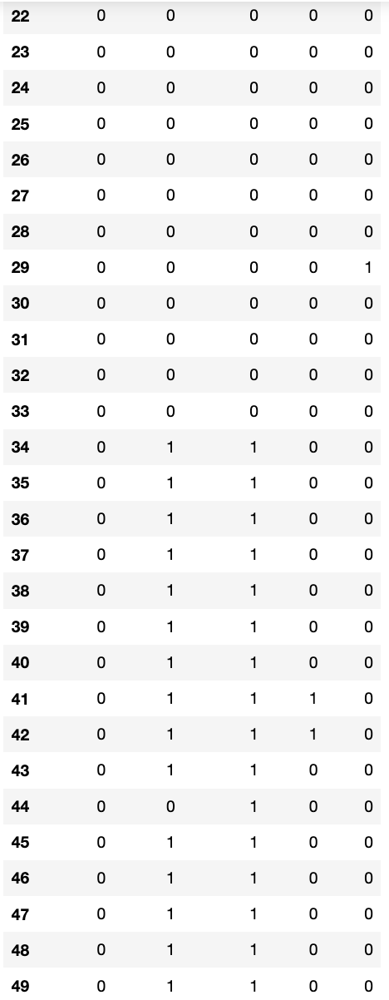 22 0 0 0 0 0
23 0 0 0 0 0
24 0 0 0 0 0
25 0 0 0 0 0
26 0 0 0 0 0
27 0 0 0 0 0
28 0 0 0 0 0
29 0 0 0 0 1
30 0 0 0 0 0
31 0 0 0 0 0
32 0 0 0 0 0
33 0 0 0 0 0
34 0 1 1 0 0
35 0 1 1 0 0
36 0 1 1 0 0
37 0 1 1 0 0
38 0 1 1 0 0
39 0 1 1 0 0
40 0 1 1 0 0
41 0 1 1 1 0
42 0 1 1 1 0
43 0 1 1 0 0
44 0 0 1 0 0
45 0 1 1 0 0
46 0 1 1 0 0
47 0 1 1 0 0
48 0 1 1 0 0
49 0 1 1 0 0